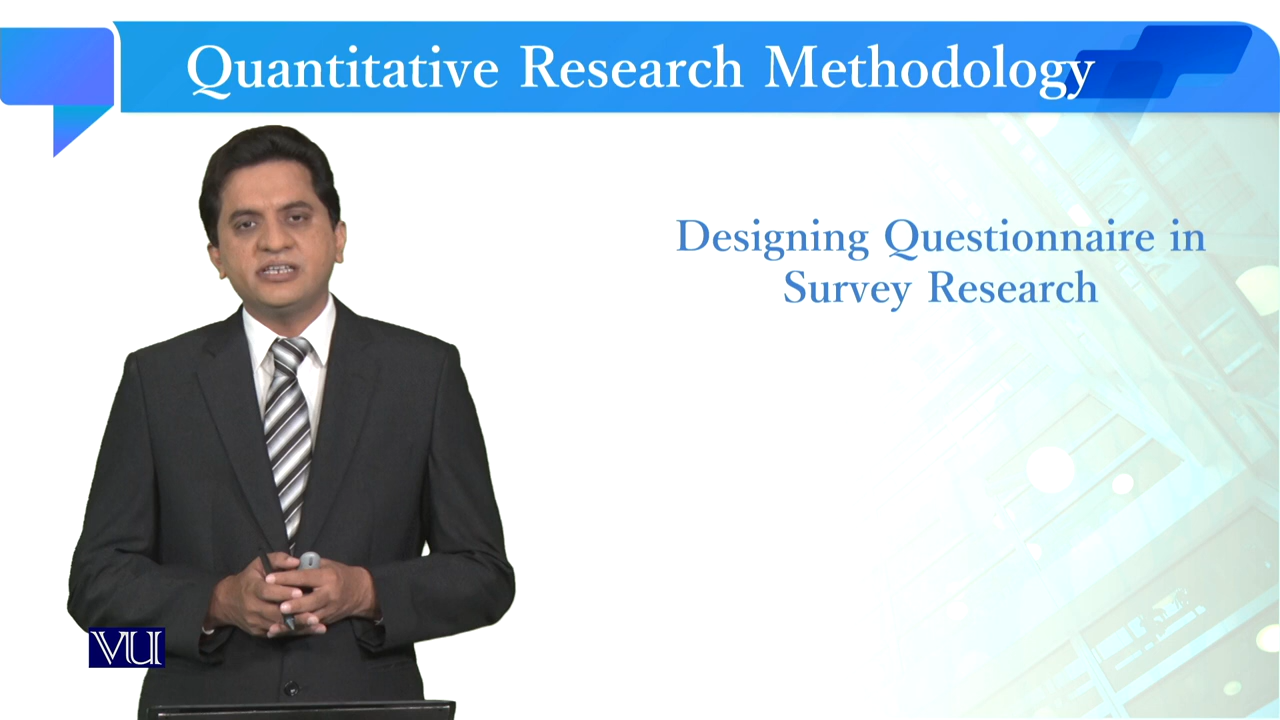 Quantitative Research Methodology
Designing Questionnaire in
Survey Research
VU